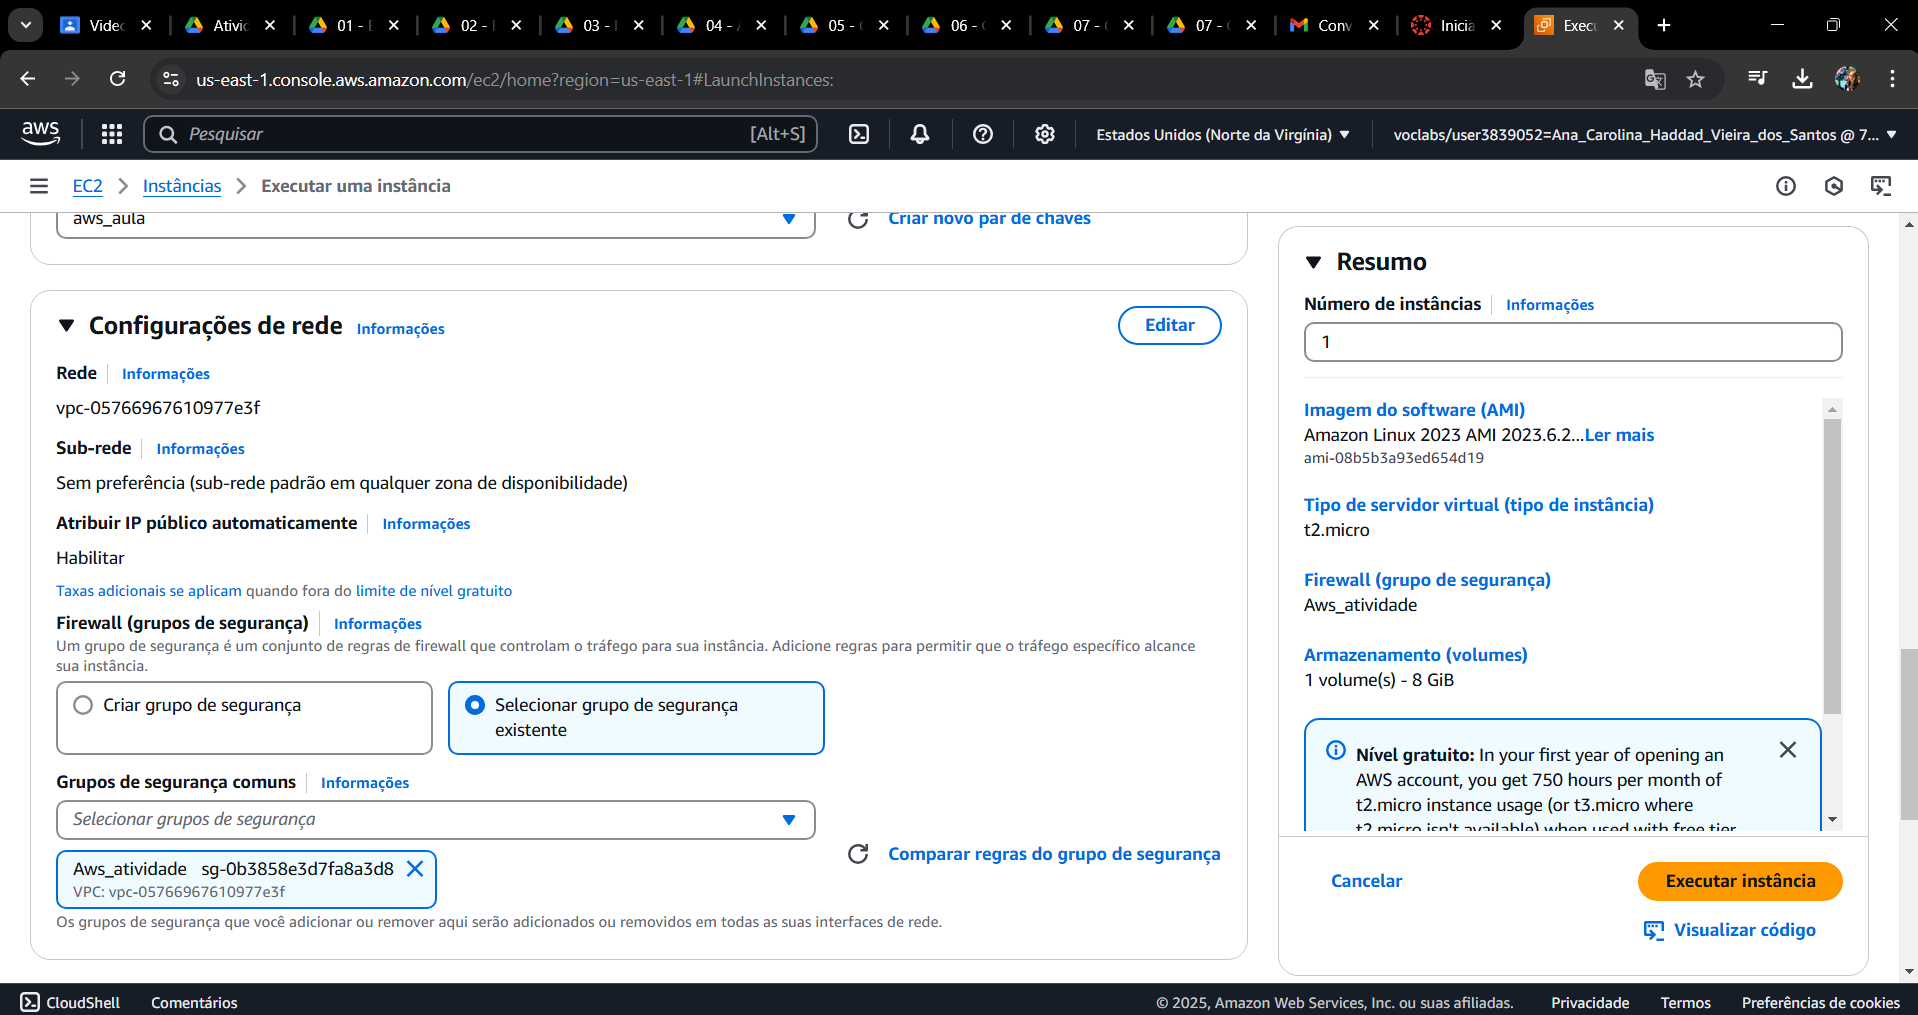 Videc
Ativic
01 - E
02 -
03 -
04 - A
05 - (
06 - (
07 - (
07 - (
Conv
Inicia
Execu
us-east-1.console.aws.amazon.com/ec2/home?region=us-east-1#LaunchInstances:
aws
Pesquisar
[Alt+S]
Estados Unidos (Norte da Virgínia)
voclabs/user3839052=Ana_Carolina_Haddad_Vieira_dos_Santos @ 7...
EC2
Instâncias
Executar uma instância
aws_aula
Criar novo par de chaves
Configurações de rede
Informações
Editar
Rede
Informações
vpc-05766967610977e3f
Sub-rede
Informações
Sem preferência (sub-rede padrão em qualquer zona de disponibilidade)
Atribuir IP público automaticamente
Informações
Habilitar
Taxas adicionais se aplicam quando fora do limite de nível gratuito
Firewall (grupos de segurança)
Informações
Um grupo de segurança é um conjunto de regras de firewall que controlam o tráfego para sua instância. Adicione regras para permitir que o tráfego específico alcance
sua instância.
Criar grupo de segurança
Selecionar grupo de segurança
existente
Grupos de segurança comuns
Informações
Selecionar grupos de segurança
Aws_atividade sg-0b3858e3d7fa8a3d8
VPC: vpc-05766967610977e3f
Comparar regras do grupo de segurança
Os grupos de segurança que você adicionar ou remover aqui serão adicionados ou removidos em todas as suas interfaces de rede.
Resumo
Número de instâncias
Informações
1
Imagem do software (AMI)
Amazon Linux 2023 AMI 2023.6.2...Ler mais
ami-08b5b3a93ed654d19
Tipo de servidor virtual (tipo de instância)
t2.micro
Firewall (grupo de segurança)
Aws_atividade
Armazenamento (volumes)
1 volume(s) - 8 GiB
Nível gratuito: In your first year of opening an
AWS account, you get 750 hours per month of
t2.micro instance usage (or t3.micro where
t2.micro isn't available) when used with free tier
Cancelar
Executar instância
Visualizar código
CloudShell
Comentários
© 2025, Amazon Web Services, Inc. ou suas afiliadas.
Privacidade
Termos
Preferências de cookies